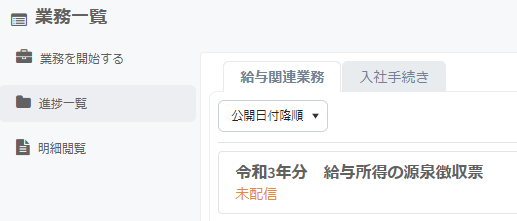 業務一覧
業務を開始する
進捗一覧
明細閲覧
給与関連業務
入社手続き
公開日付降順
令和3年分　給与所得の源泉徴収票
未配信